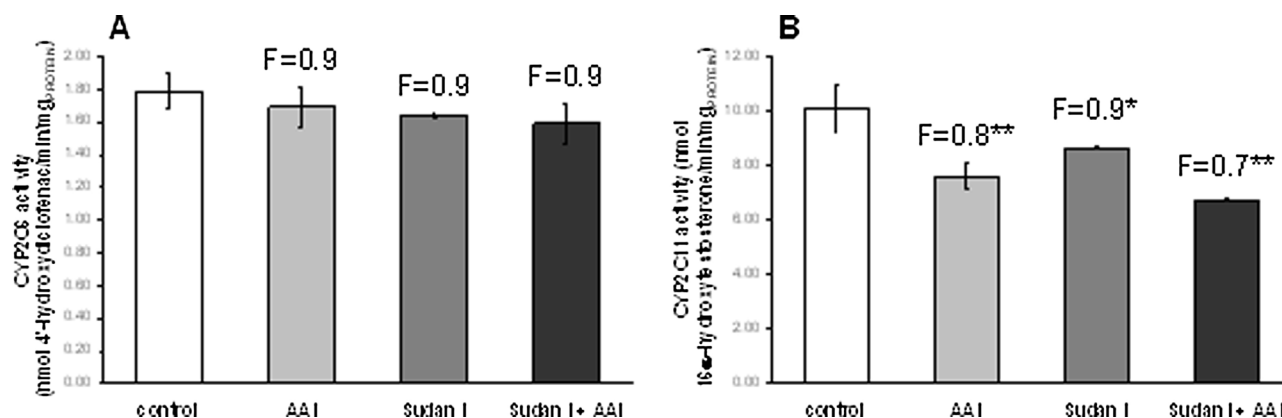 A
CYP2C6 activity
(nmol 4'-hydroxydiclofenac/min/mg PROTEIN)
2.00
1.80
1.60
1.40
1.20
1.00
0.80
0.60
0.40
0.20
0.00
F=0.9
F=0.9
F=0.9
control
AAI
Sudan I
Sudan I+ AAI
B
CYP2C11 activity (nmol
16α-hydroxytestosterone/min/mg PROTEIN)
12.00
10.00
8.00
6.00
4.00
2.00
0.00
F=0.8**
F=0.9*
F=0.7**
control
AAI
Sudan I
Sudan I+ AAI